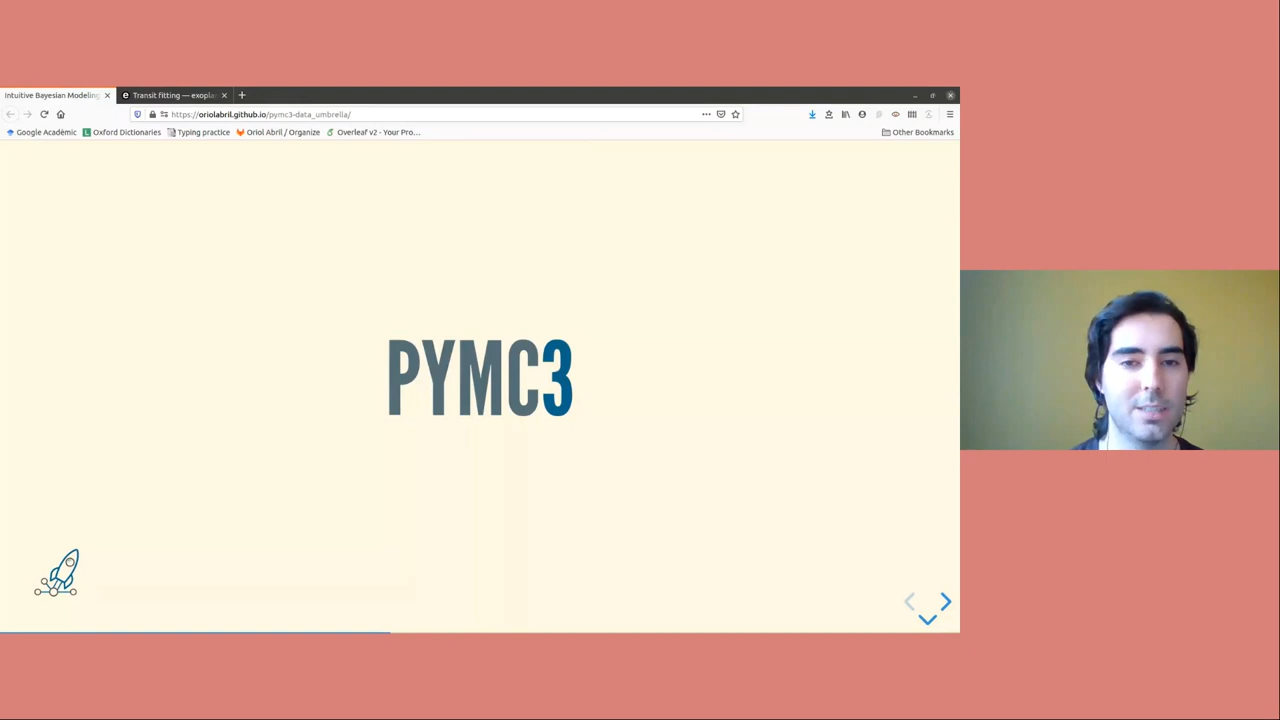 Intuitive Bayesian Modeling
Transit fitting — exopla
https://oriolabril.github.io/pymc3-data_umbrella/
Google Acadèmic
Oxford Dictionaries
Typing practice
Oriol Abril / Organize
Overleaf v2 - Your Pro…
Other Bookmarks
PYMC3